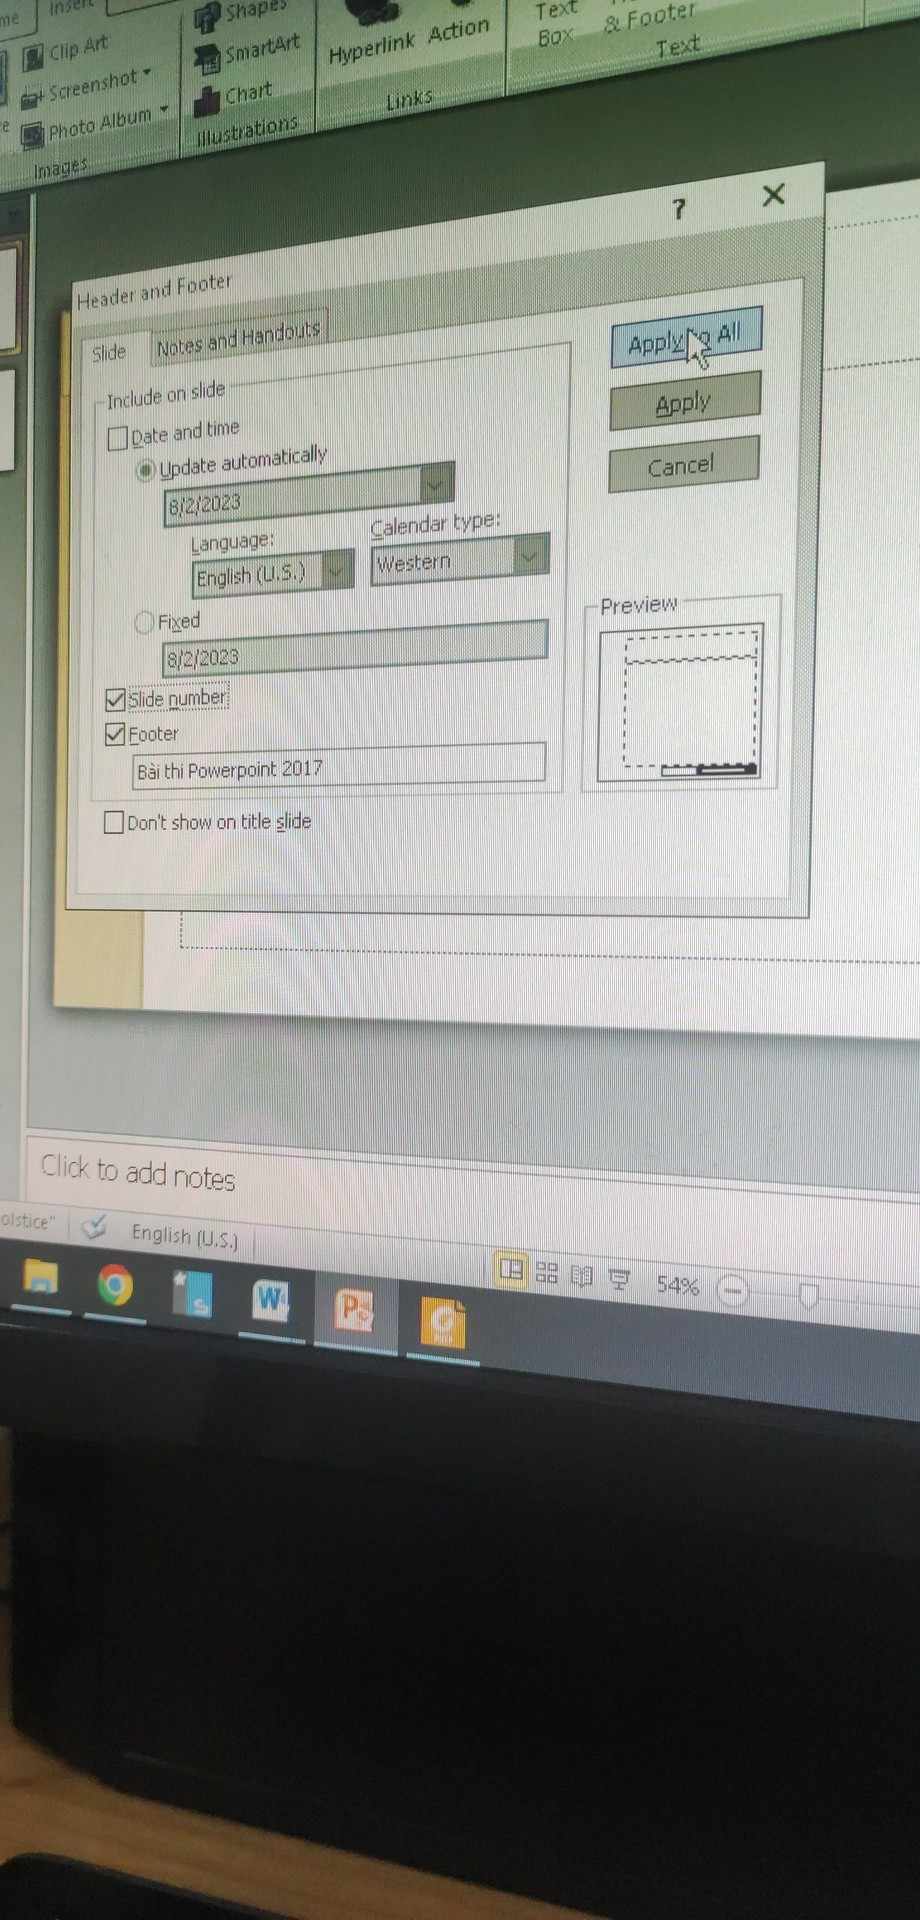 Insert
Shapes
Clip Art
SmartArt
Screenshot
Chart
Photo Album
Hyperlink
Action
Text
Box
& Footer
Images
Illustrations
Links
Text
Header and Footer
?
Slide
Notes and Handouts
Apply to All
Include on slide
Date and time
Apply
Update automatically
Cancel
8/2/2023
Language:
Calendar type:
English (U.S.)
Western
Fixed
Preview
8/2/2023
Slide number
Footer
Bài thi Powerpoint 2017
Don't show on title slide
Click to add notes
olstice"
English (U.S.)
54%